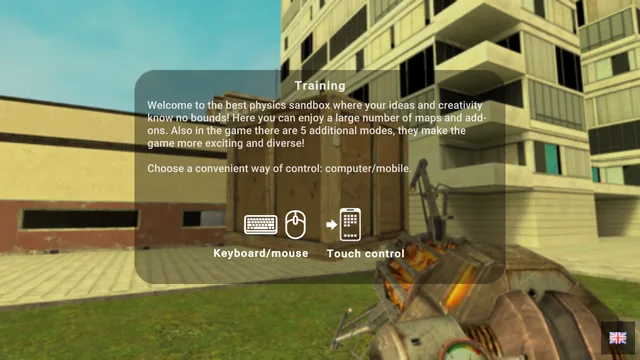 Training
Welcome to the best physics sandbox where your ideas and creativity
know no bounds! Here you can enjoy a large number of maps and add-
ons. Also in the game there are 5 additional modes, they make the
game more exciting and diverse!
Choose a convenient way of control: computer/mobile.
Keyboard/mouse
Touch control